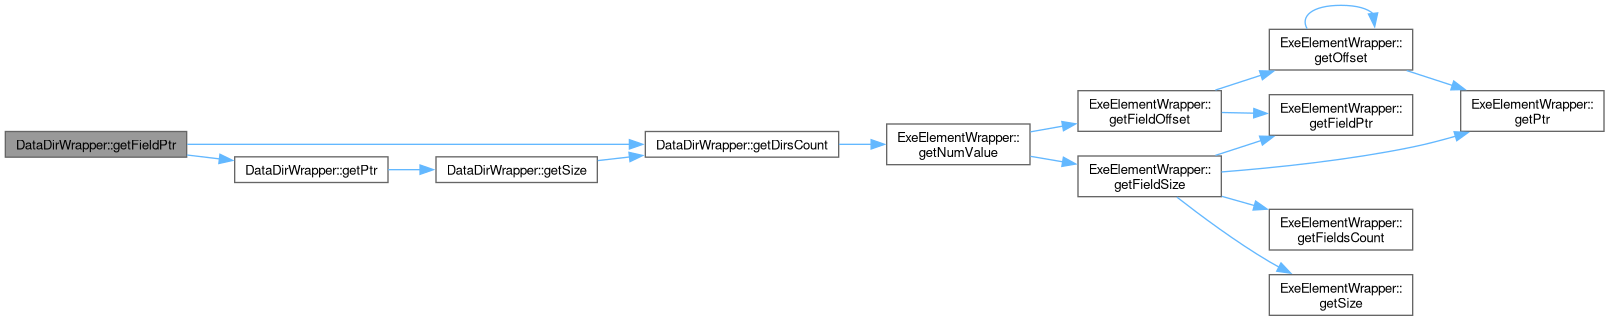 DataDirWrapper::getFieldPtr
DataDirWrapper::getPtr
DataDirWrapper::getSize
DataDirWrapper::getDirsCount
ExeElementWrapper::
getNumValue
ExeElementWrapper::
getFieldOffset
ExeElementWrapper::
getFieldSize
ExeElementWrapper::
getOffset
ExeElementWrapper::
getFieldPtr
ExeElementWrapper::
getFieldsCount
ExeElementWrapper::
getSize
ExeElementWrapper::
getPtr